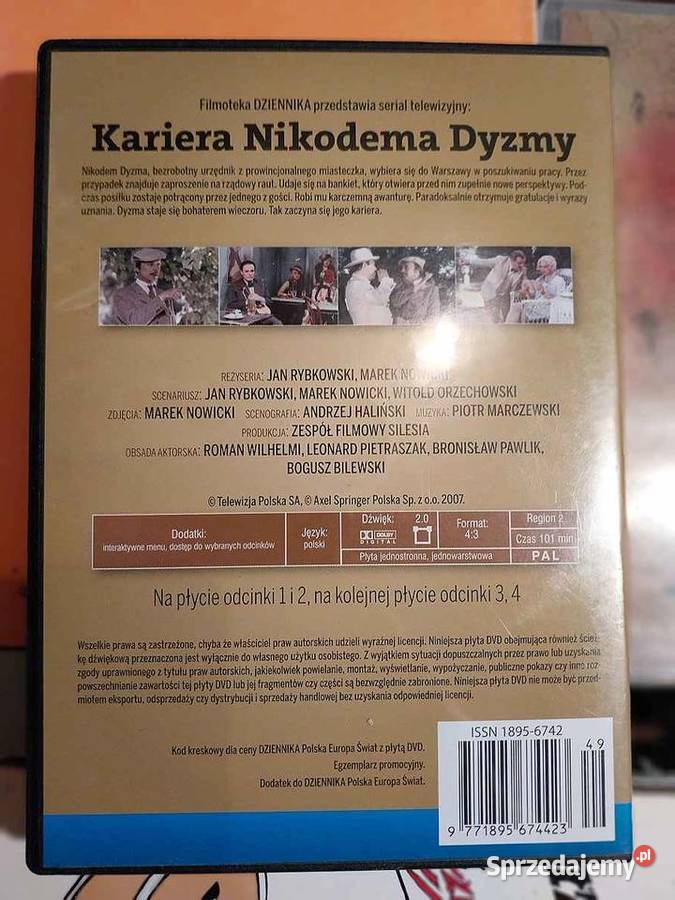 Filmoteka DZIENNIKA przedstawia serial telewizyjny:
Kariera Nikodema Dyzmy
Nikodem Dyzma, bezrobotny urzędnik z prowincjonalnego miasteczka, wybiera się do Warszawy w poszukiwaniu pracy. Przez
przypadek znajduje zaproszenie na rządowy raut. Udaje się na bankiet, który otwiera przed nim zupełnie nowe perspektywy. Pod-
czas posiłku zostaje potrącony przez jednego z gości. Robi mu karczemną awanturę. Paradoksalnie otrzymuje gratulacje i wyrazy
uznania. Dyzma staje się bohaterem wieczoru. Tak zaczyna się jego kariera.
REŻYSERIA: JAN RYBKOWSKI, MAREK NOWICKI
SCENARIUSZ: JAN RYBKOWSKI, MAREK NOWICKI, WITOLD ORZECHOWSKI
ZDJĘCIA: MAREK NOWICKI SCENOGRAFIA: ANDRZEJ HALIŃSKI MUZYKA: PIOTR MARCZEWSKI
PRODUKCJA: ZESPÓŁ FILMOWY SILESIA
OBSADA AKTORSKA: ROMAN WILHELMI, LEONARD PIETRASZAK, BRONISŁAW PAWLIK,
BOGUSZ BILEWSKI
© Telewizja Polska SA, © Axel Springer Polska Sp. z o.o. 2007.
Dodatki:
interaktywne menu, dostęp do wybranych odcinków
Język:
polski
Dźwięk: 2.0
DOLBY
DIGITAL
Format:
4:3
Region 2
Czas 101 min
Płyta jednostronna, jednowarstwowa
PAL
Na płycie odcinki 1 i 2, na kolejnej płycie odcinki 3, 4
Wszelkie prawa są zastrzeżone, chyba że właściciel praw autorskich udzieli wyraźnej licencji. Niniejsza płyta DVD obejmująca również ścież-
kę dźwiękową przeznaczona jest wyłącznie do własnego użytku osobistego. Z wyjątkiem sytuacji dopuszczalnych przez prawo lub uzyskania
zgody uprawnionego z tytułu praw autorskich, jakiekolwiek powielanie, montaż, wyświetlanie, wypożyczanie, publiczne pokazy czy inne roz-
powszechnianie zawartości tej płyty DVD lub jej fragmentów czy części są bezwzględnie zabronione. Niniejsza płyta DVD nie może być przed-
miotem eksportu, odsprzedaży czy dystrybucji i sprzedaży handlowej bez uzyskania odpowiedniej licencji.
Kod kreskowy dla ceny DZIENNIKA Polska Europa Świat z płytą DVD.
Egzemplarz promocyjny.
Dodatek do DZIENNIKA Polska Europa Świat.
ISSN 1895-6742
49
9 771895 674423
Sprzedajemy.pl